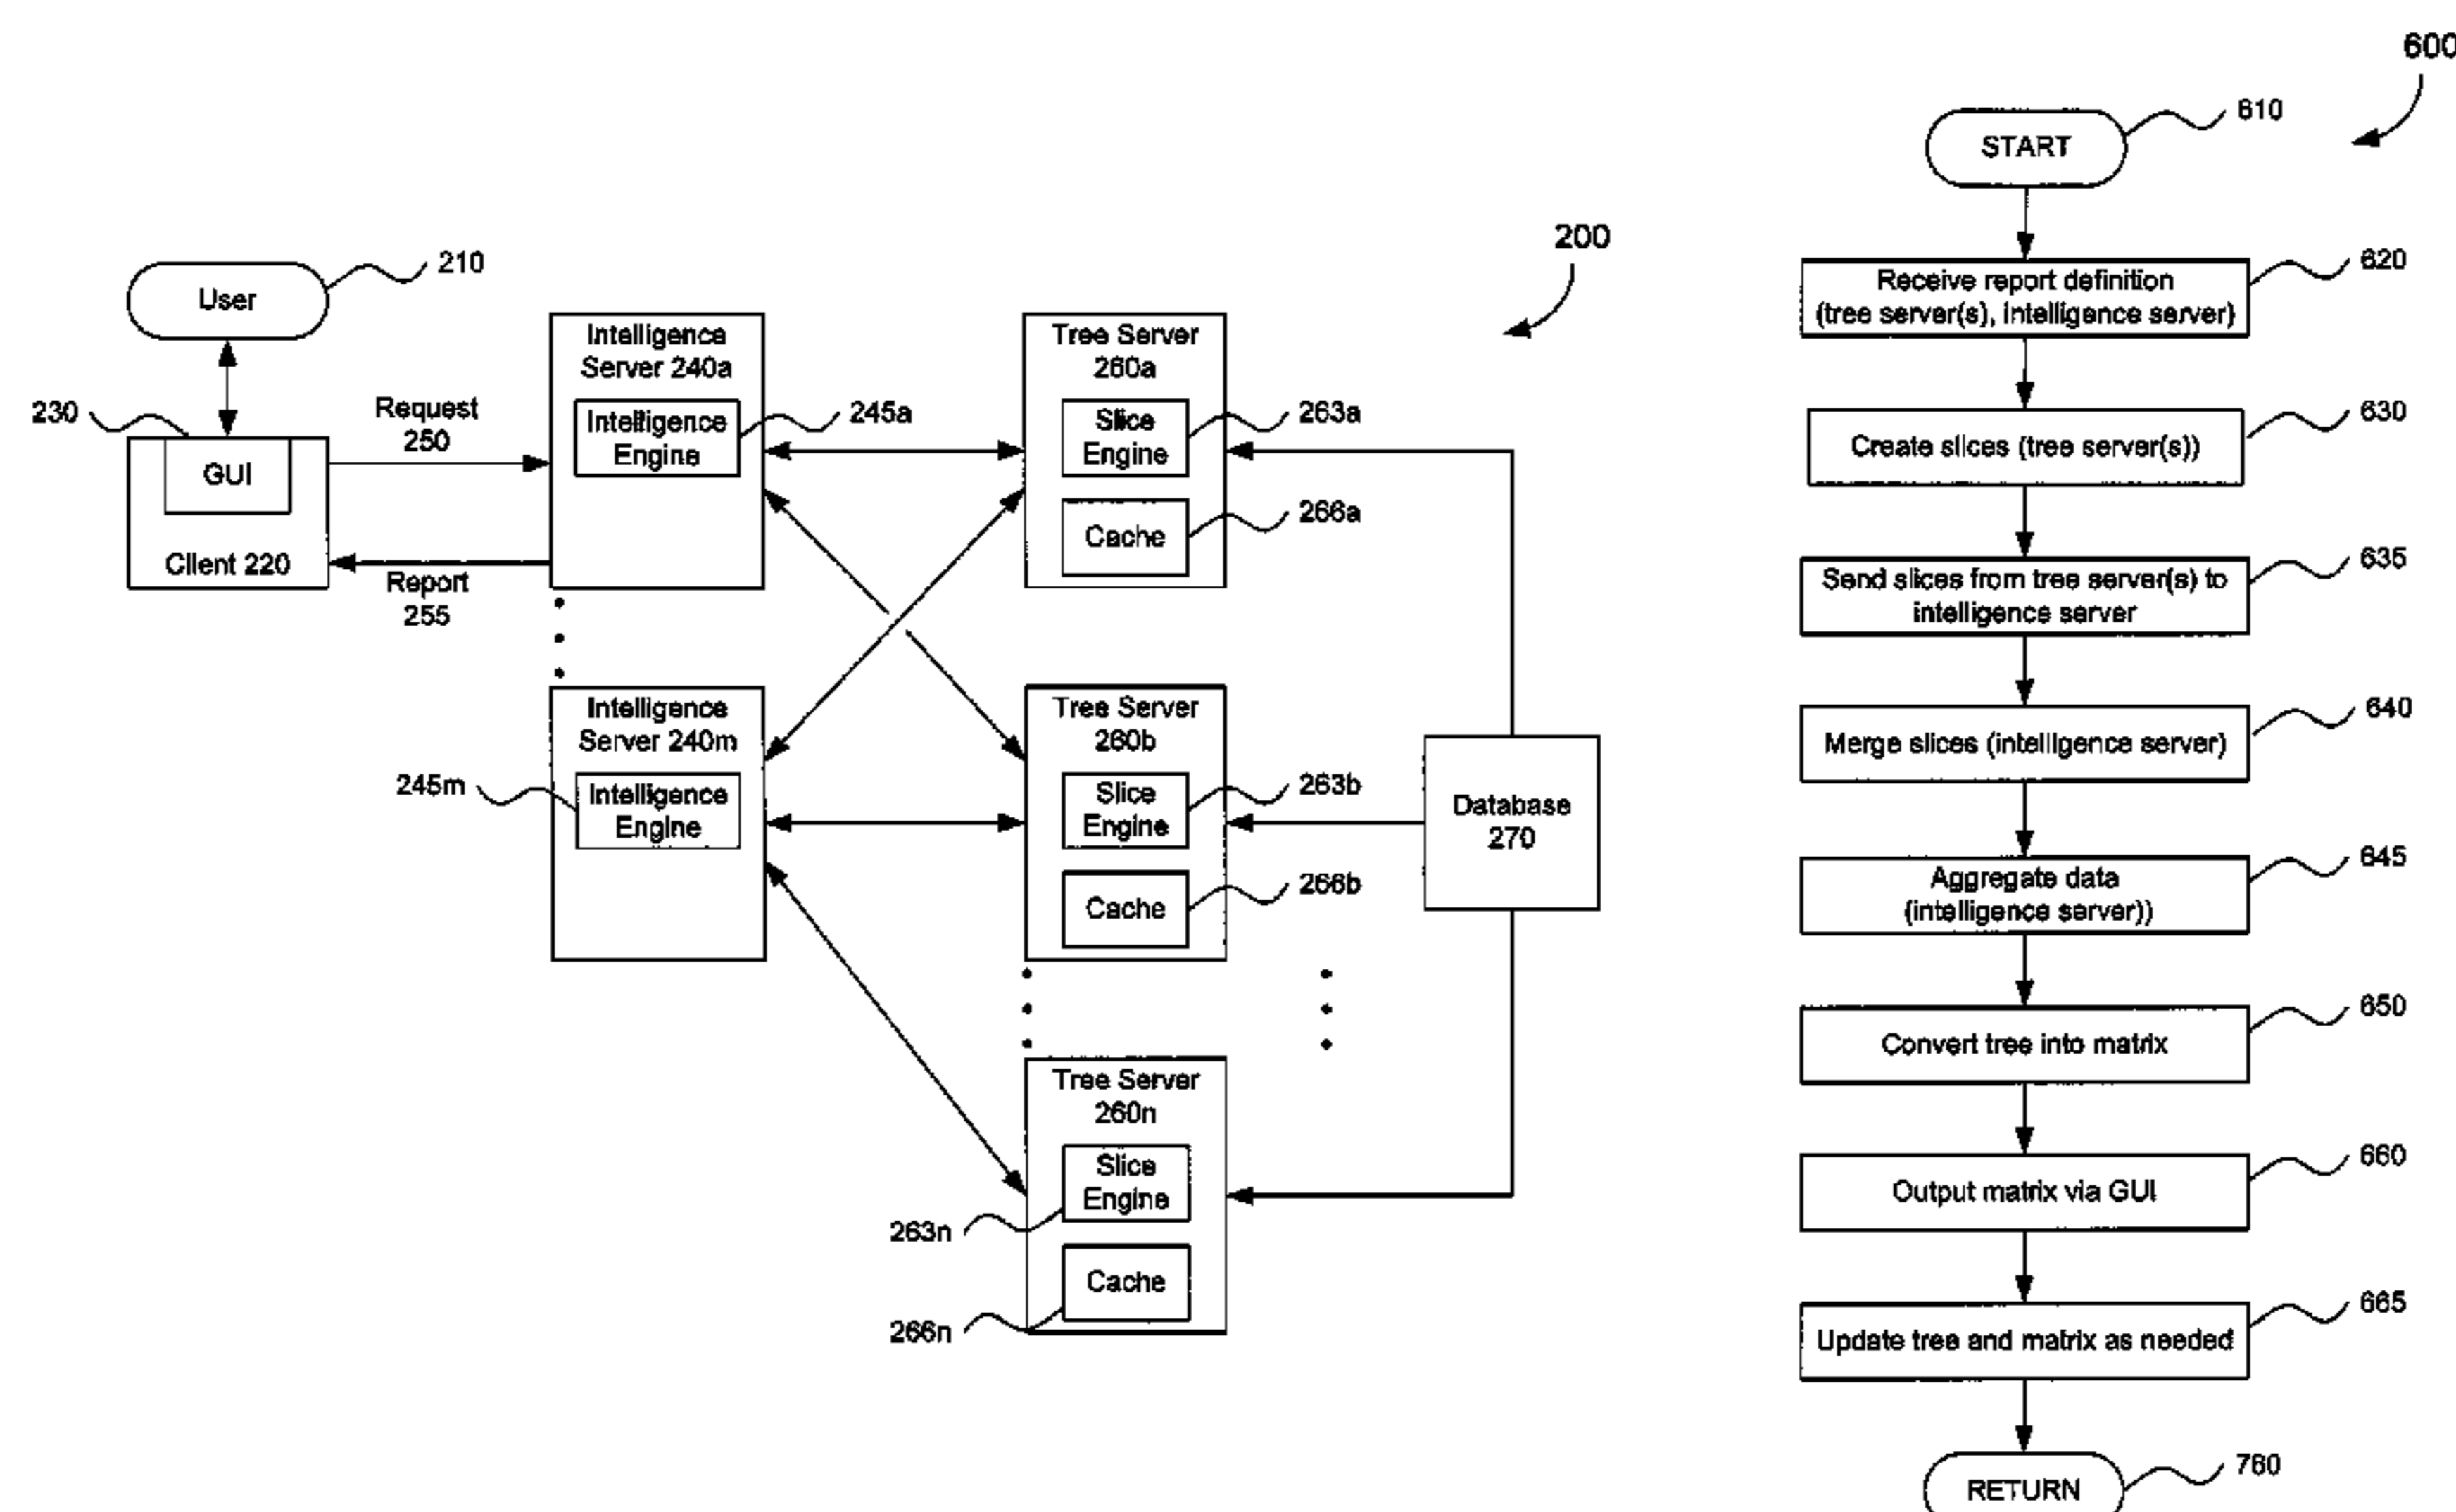 200
User
210
230
GUI
Client 220
Request
250
Report
255
Intelligence
Server 240a
Intelligence
Engine
245a
Intelligence
Server 240m
245m
Intelligence
Engine
Tree Server
260a
Slice
Engine
263a
Cache
266a
Tree Server
260b
Slice
Engine
263b
Cache
266b
Tree Server
260n
Slice
Engine
263n
Cache
266n
Database
270
600
START
610
Receive report definition
(tree server(s), intelligence server)
620
Create slices (tree server(s))
630
Send slices from tree server(s) to
intelligence server
635
Merge slices (intelligence server)
640
Aggregate data
(intelligence server))
645
Convert tree into matrix
650
Output matrix via GUI
660
Update tree and matrix as needed
665
RETURN
760